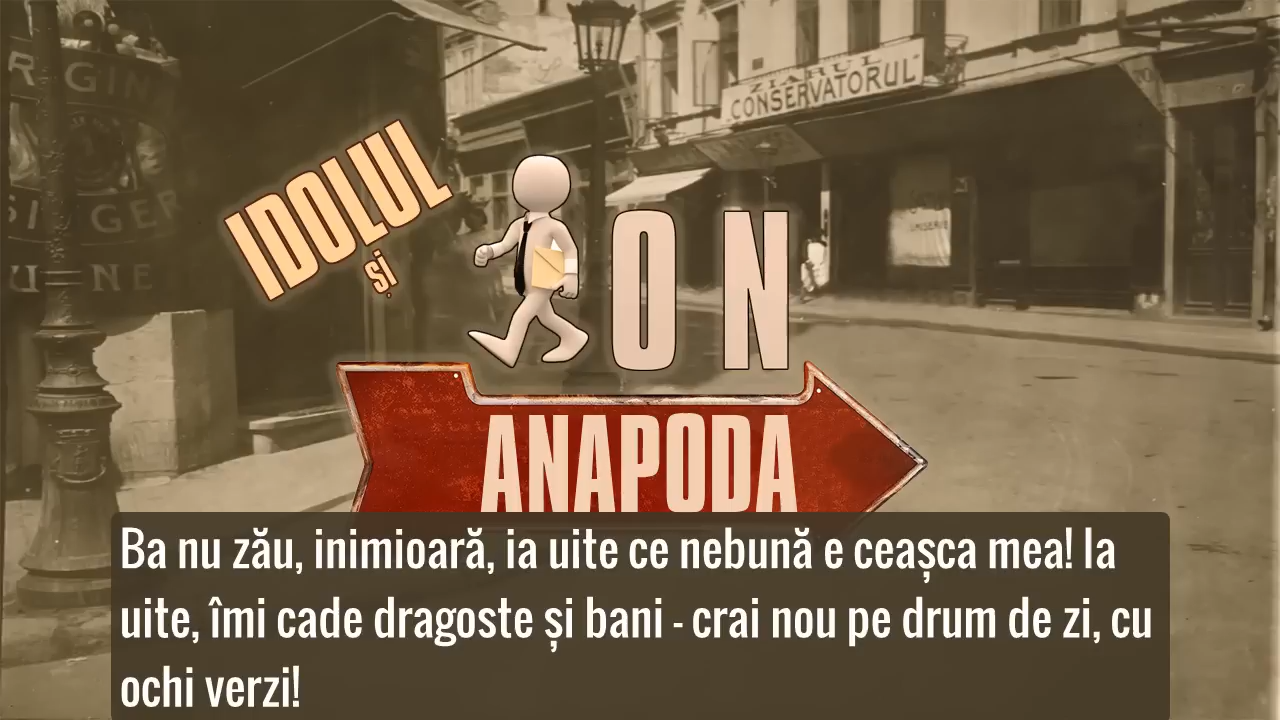 ZIARUL
CONSERVATORUL
IDOLUL
și
ION
ANAPODA
Ba nu zău, inimioară, ia uite ce nebună e ceașca mea! Ia
uite, îmi cade dragoste și bani - crai nou pe drum de zi, cu
ochi verzi!